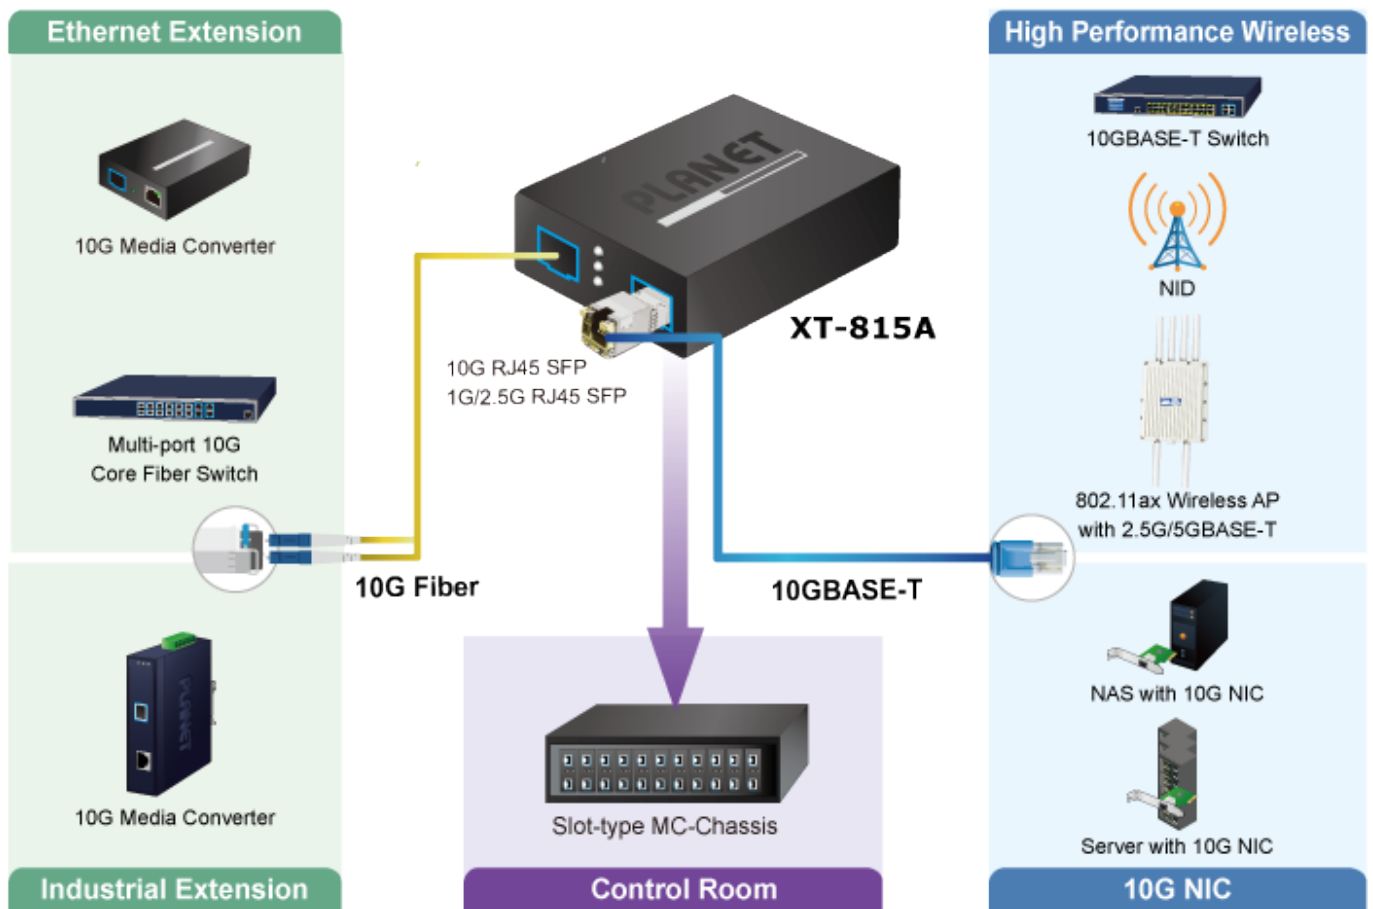 Ethernet Extension
10G Media Converter
Multi-port 10G
Core Fiber Switch
10G Fiber
PLANET
10G Media Converter
Industrial Extension
PLANET
XT-815A
10G RJ45 SFP
1G/2.5G RJ45 SFP
10GBASE-T
Slot-type MC-Chassis
Control Room
High Performance Wireless
10GBASE-T Switch
NID
802.11ax Wireless AP
with 2.5G/5GBASE-T
NAS with 10G NIC
Server with 10G NIC
10G NIC